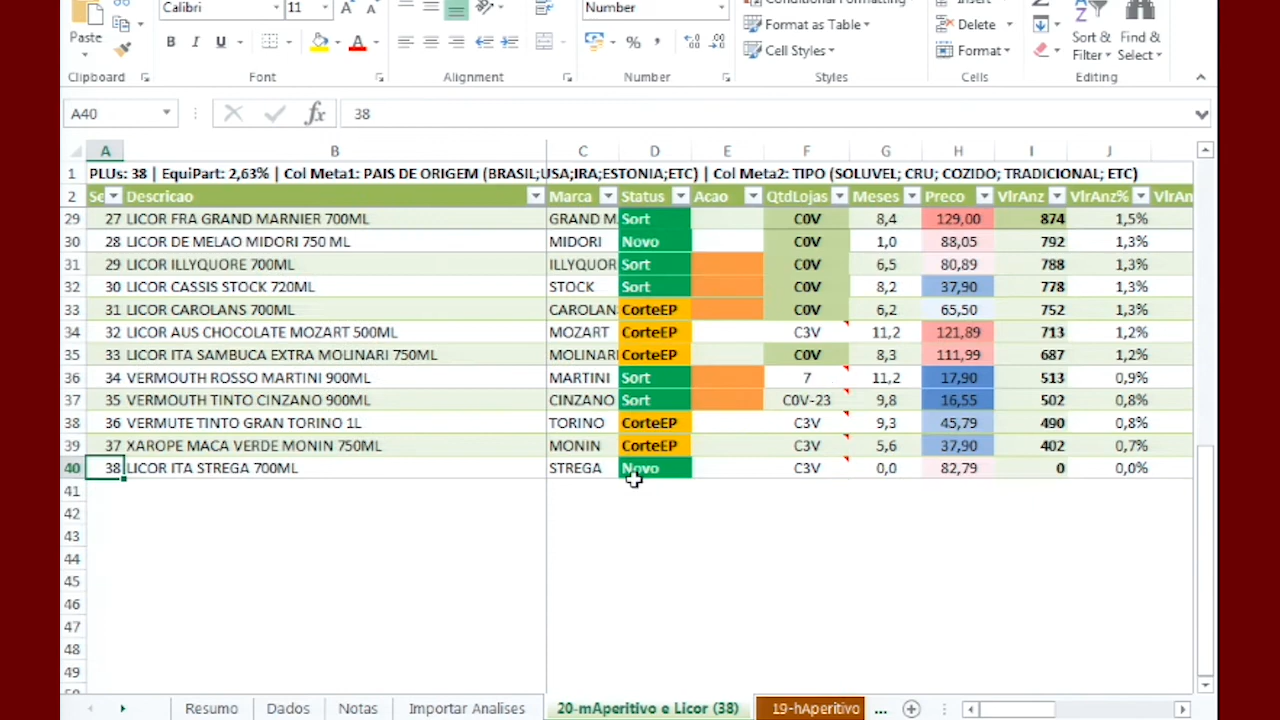 Calibri 11 A A Number Conditional Formatting Insert
Paste B I U A % Format as Table Delete Sort & Find &
Cell Styles Format Filter Select
Clipboard Font Alignment Number Styles Cells Editing
A40 fx 38
A B C D E F G H I J
1 PLUs: 38 | EquiPart: 2,63% | Col Meta1: PAIS DE ORIGEM (BRASIL;USA;IRA;ESTONIA;ETC) | Col Meta2: TIPO (SOLUVEL; CRU; COZIDO; TRADICIONAL; ETC)
2 Se Descricao Marca Status Acao QtdLojas Meses Preco VlrAnz VlrAnz% VlrAn
29 27 LICOR FRA GRAND MARNIER 700ML GRAND M Sort C0V 8,4 129,00 874 1,5%
30 28 LICOR DE MELAO MIDORI 750 ML MIDORI Novo C0V 1,0 88,05 792 1,3%
31 29 LICOR ILLYQUORE 700ML ILLYQUOR Sort C0V 6,5 80,89 788 1,3%
32 30 LICOR CASSIS STOCK 720ML STOCK Sort C0V 8,2 37,90 778 1,3%
33 31 LICOR CAROLANS 700ML CAROLANS CorteEP C0V 6,2 65,50 752 1,3%
34 32 LICOR AUS CHOCOLATE MOZART 500ML MOZART CorteEP C3V 11,2 121,89 713 1,2%
35 33 LICOR ITA SAMBUCA EXTRA MOLINARI 750ML MOLINARI CorteEP C0V 8,3 111,99 687 1,2%
36 34 VERMOUTH ROSSO MARTINI 900ML MARTINI Sort 7 11,2 17,90 513 0,9%
37 35 VERMOUTH TINTO CINZANO 900ML CINZANO Sort C0V-23 9,8 16,55 502 0,8%
38 36 VERMUTE TINTO GRAN TORINO 1L TORINO CorteEP C3V 9,3 45,79 490 0,8%
39 37 XAROPE MACA VERDE MONIN 750ML MONIN CorteEP C3V 5,6 37,90 402 0,7%
40 38 LICOR ITA STREGA 700ML STREGA Novo C3V 0,0 82,79 0 0,0%
41
42
43
44
45
46
47
48
49
Resumo Dados Notas Importar Analises 20-mAperitivo e Licor (38) 19-hAperitivo ...